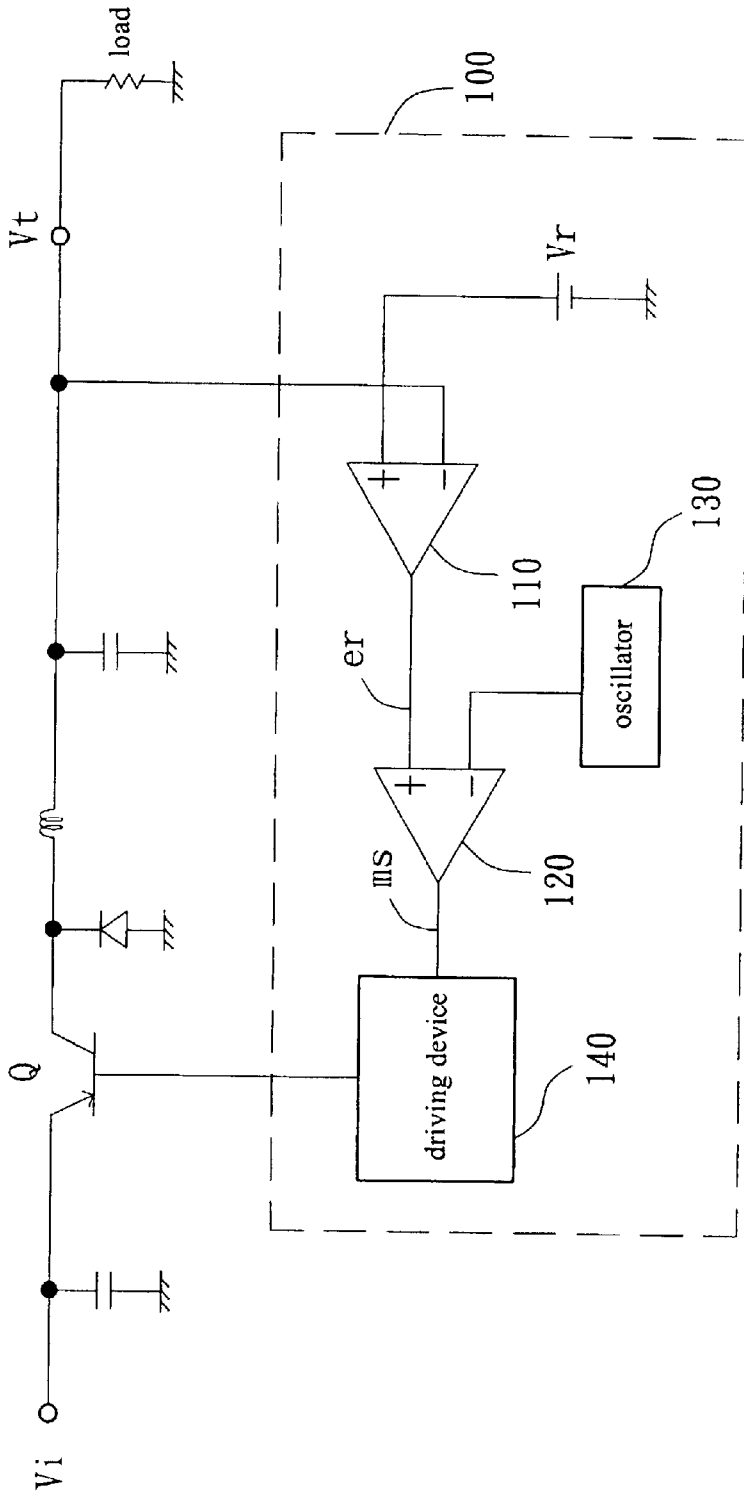 Vi
Q
Vt
load
100
Vr
+
−
110
er
+
−
120
ms
oscillator
130
driving device
140